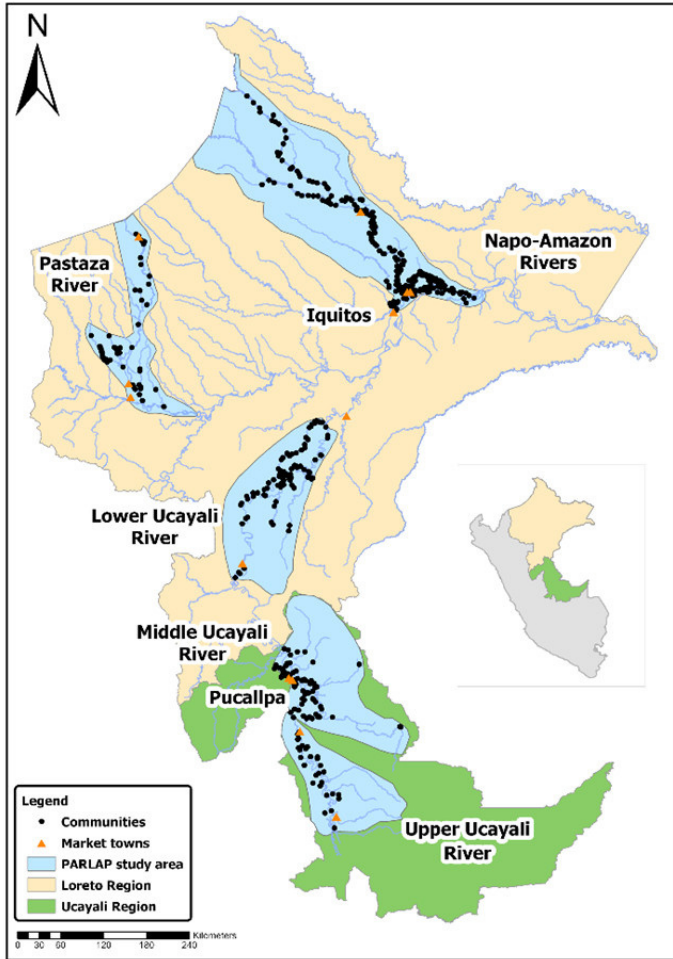 N
Napo-Amazon
Rivers
Pastaza
River
Iquitos
Lower Ucayali
River
Middle Ucayali
River
Pucallpa
Upper Ucayali
River
Legend
Communities
Market towns
PARLAP study area
Loreto Region
Ucayali Region
Kilometers
0 30 60 120 180 240